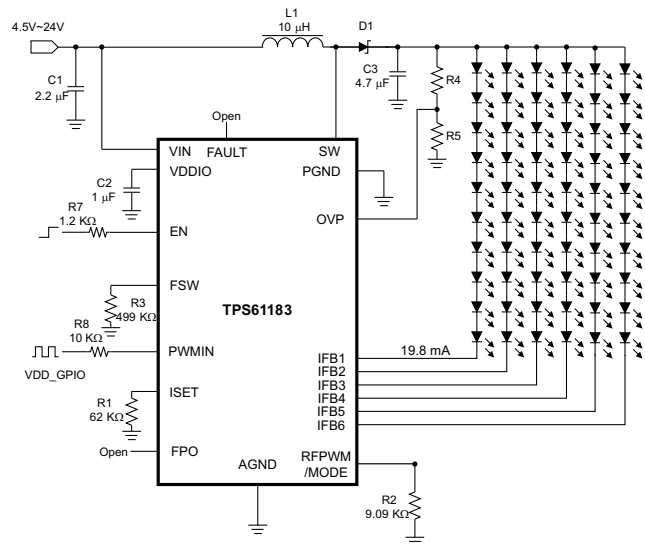 L1
10 μH
D1
4.5V~24V
C1
2.2 μF
C3
4.7 μF
R4
R5
Open
VIN
FAULT
SW
VDDIO
PGND
C2
1 μF
OVP
R7
1.2 KΩ
EN
FSW
R3
499 KΩ
TPS61183
R8
10 KΩ
PWMIN
VDD_GPIO
IFB1
19.8 mA
IFB2
IFB3
IFB4
IFB5
IFB6
ISET
R1
62 KΩ
Open
FPO
AGND
RFPWM
/MODE
R2
9.09 KΩ